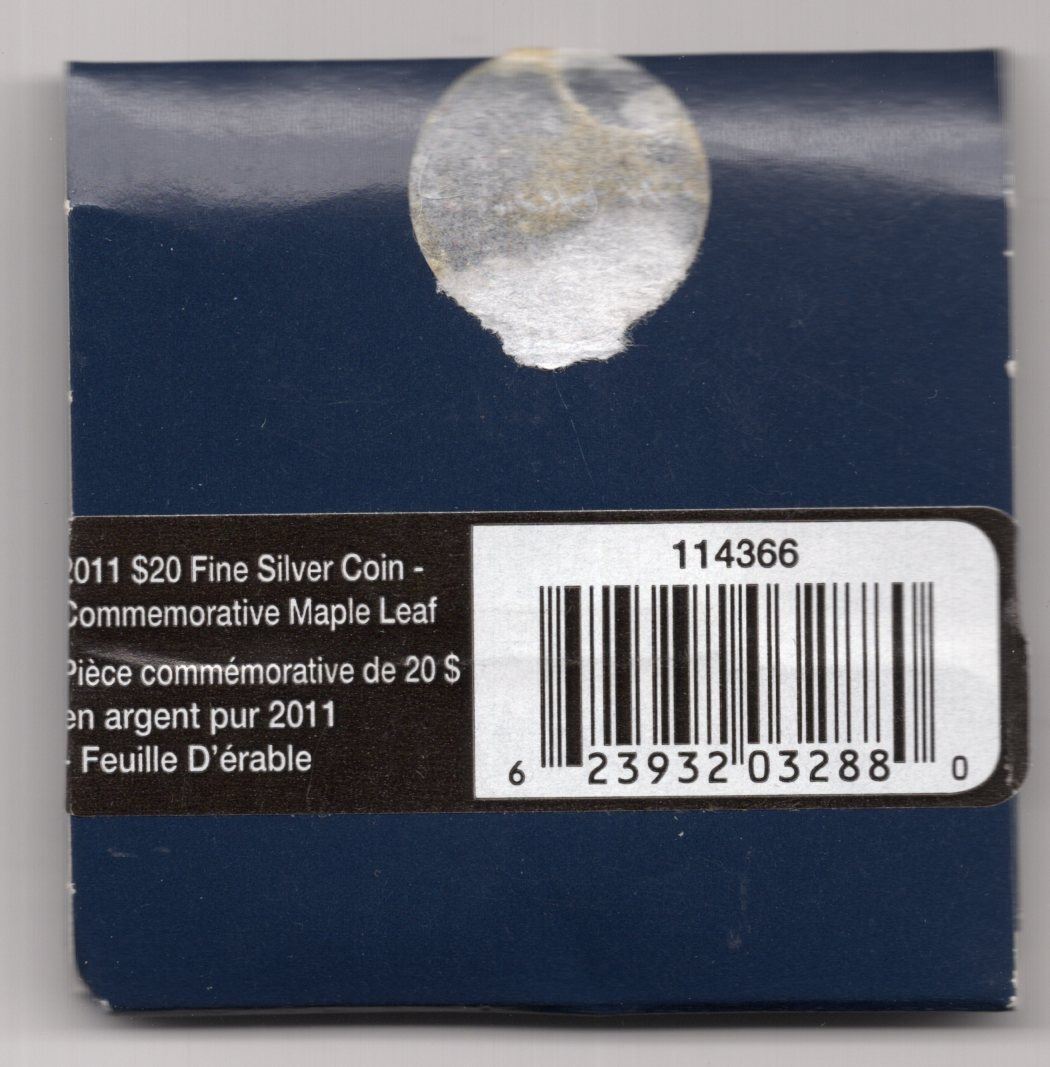 2011 $20 Fine Silver Coin -
Commemorative Maple Leaf
Pièce commémorative de 20 $
en argent pur 2011
- Feuille D'érable
114366
6 23932 03288 0